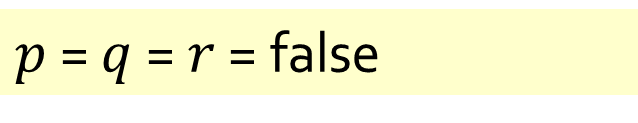 p = q = r = false